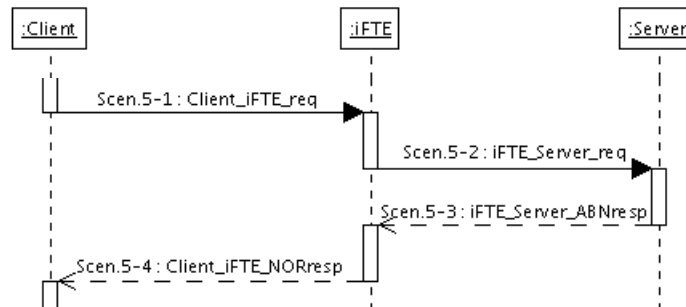 :Client
:iFTE
:Server
Scen.5-1 : Client_iFTE_req
Scen.5-2 : iFTE_Server_req
Scen.5-3 : iFTE_Server_ABNresp
Scen.5-4 : Client_iFTE_NORresp